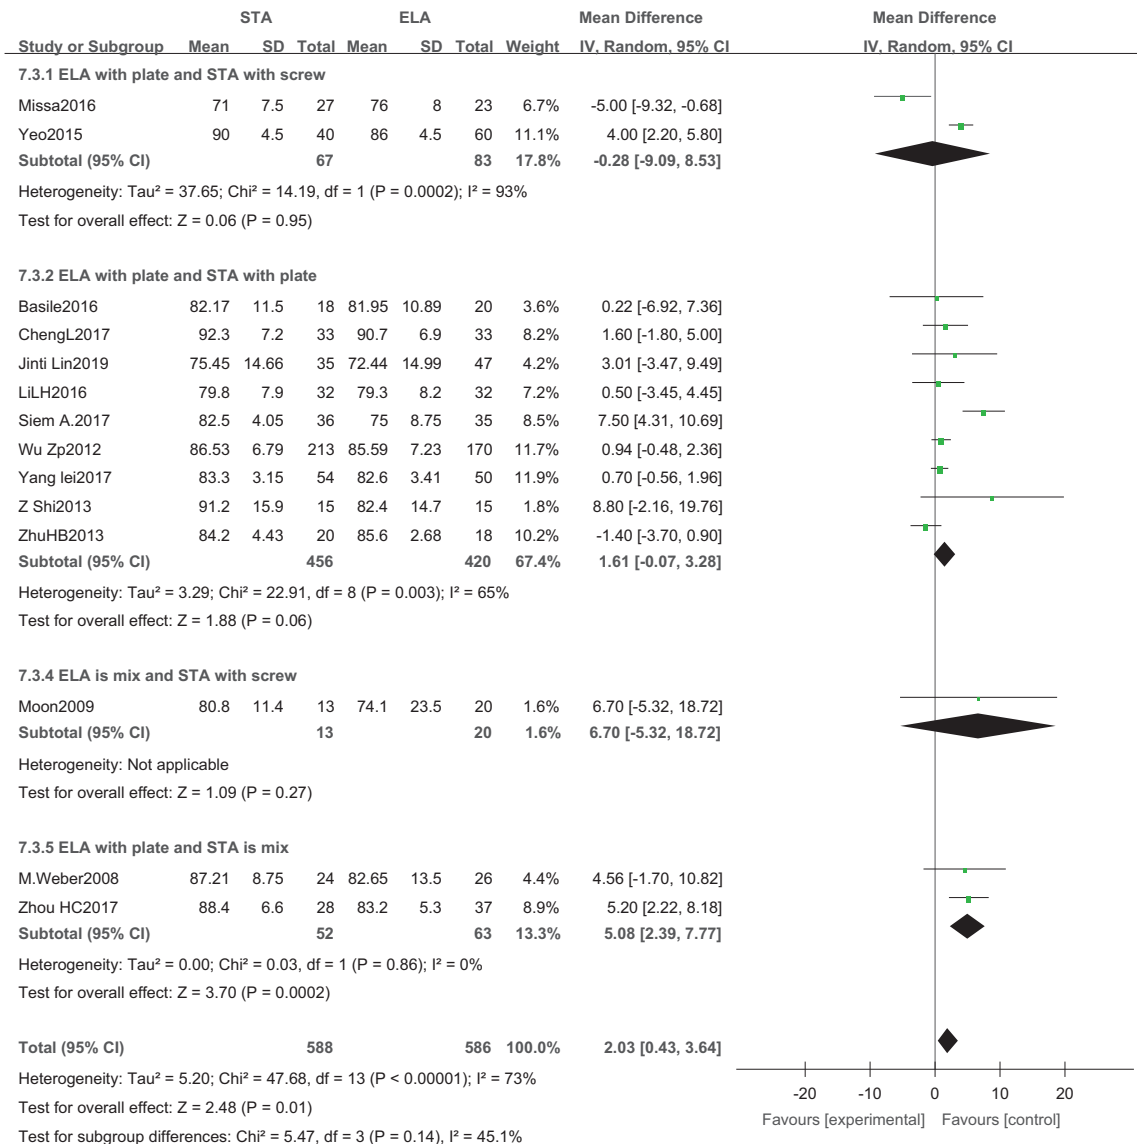 STA ELA Mean Difference Mean Difference
Study or Subgroup Mean SD Total Mean SD Total Weight IV, Random, 95% CI IV, Random, 95% CI
7.3.1 ELA with plate and STA with screw
Missa2016 71 7.5 27 76 8 23 6.7% -5.00 [-9.32, -0.68]
Yeo2015 90 4.5 40 86 4.5 60 11.1% 4.00 [2.20, 5.80]
Subtotal (95% CI) 67 83 17.8% -0.28 [-9.09, 8.53]
Heterogeneity: Tau² = 37.65; Chi² = 14.19, df = 1 (P = 0.0002); I² = 93%
Test for overall effect: Z = 0.06 (P = 0.95)
7.3.2 ELA with plate and STA with plate
Basile2016 82.17 11.5 18 81.95 10.89 20 3.6% 0.22 [-6.92, 7.36]
ChengL2017 92.3 7.2 33 90.7 6.9 33 8.2% 1.60 [-1.80, 5.00]
Jinti Lin2019 75.45 14.66 35 72.44 14.99 47 4.2% 3.01 [-3.47, 9.49]
LiLH2016 79.8 7.9 32 79.3 8.2 32 7.2% 0.50 [-3.45, 4.45]
Siem A.2017 82.5 4.05 36 75 8.75 35 8.5% 7.50 [4.31, 10.69]
Wu Zp2012 86.53 6.79 213 85.59 7.23 170 11.7% 0.94 [-0.48, 2.36]
Yang lei2017 83.3 3.15 54 82.6 3.41 50 11.9% 0.70 [-0.56, 1.96]
Z Shi2013 91.2 15.9 15 82.4 14.7 15 1.8% 8.80 [-2.16, 19.76]
ZhuHB2013 84.2 4.43 20 85.6 2.68 18 10.2% -1.40 [-3.70, 0.90]
Subtotal (95% CI) 456 420 67.4% 1.61 [-0.07, 3.28]
Heterogeneity: Tau² = 3.29; Chi² = 22.91, df = 8 (P = 0.003); I² = 65%
Test for overall effect: Z = 1.88 (P = 0.06)
7.3.4 ELA is mix and STA with screw
Moon2009 80.8 11.4 13 74.1 23.5 20 1.6% 6.70 [-5.32, 18.72]
Subtotal (95% CI) 13 20 1.6% 6.70 [-5.32, 18.72]
Heterogeneity: Not applicable
Test for overall effect: Z = 1.09 (P = 0.27)
7.3.5 ELA with plate and STA is mix
M.Weber2008 87.21 8.75 24 82.65 13.5 26 4.4% 4.56 [-1.70, 10.82]
Zhou HC2017 88.4 6.6 28 83.2 5.3 37 8.9% 5.20 [2.22, 8.18]
Subtotal (95% CI) 52 63 13.3% 5.08 [2.39, 7.77]
Heterogeneity: Tau² = 0.00; Chi² = 0.03, df = 1 (P = 0.86); I² = 0%
Test for overall effect: Z = 3.70 (P = 0.0002)
Total (95% CI) 588 586 100.0% 2.03 [0.43, 3.64]
Heterogeneity: Tau² = 5.20; Chi² = 47.68, df = 13 (P < 0.00001); I² = 73%
Test for overall effect: Z = 2.48 (P = 0.01)
Test for subgroup differences: Chi² = 5.47, df = 3 (P = 0.14), I² = 45.1%
-20 -10 0 10 20
Favours [experimental] Favours [control]